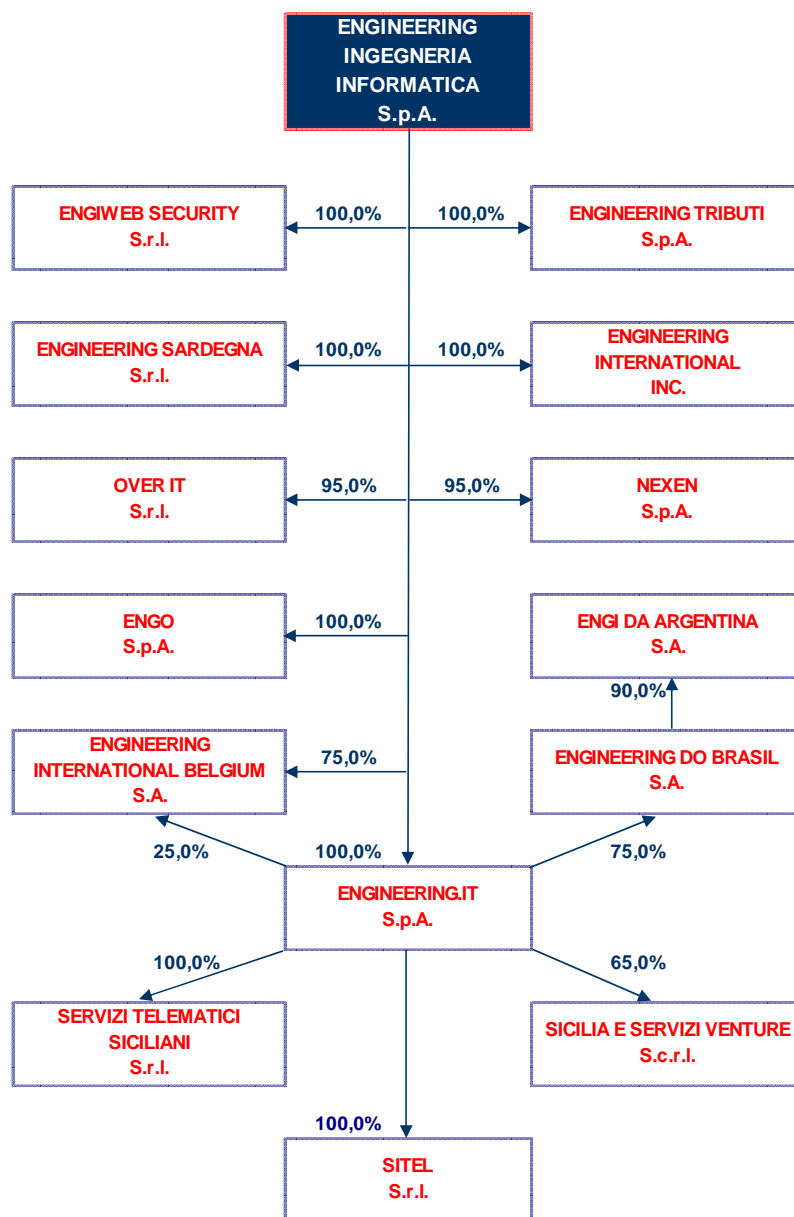 ENGINEERING
INGEGNERIA
INFORMATICA
S.p.A.
ENGIWEB SECURITY
S.r.l.
100,0%
100,0%
ENGINEERING TRIBUTI
S.p.A.
ENGINEERING SARDEGNA
S.r.l.
100,0%
100,0%
ENGINEERING
INTERNATIONAL
INC.
OVER IT
S.r.l.
95,0%
95,0%
NEXEN
S.p.A.
ENGO
S.p.A.
100,0%
ENGI DA ARGENTINA
S.A.
90,0%
ENGINEERING
INTERNATIONAL BELGIUM
S.A.
75,0%
ENGINEERING DO BRASIL
S.A.
25,0%
100,0%
75,0%
ENGINEERING.IT
S.p.A.
100,0%
65,0%
SERVIZI TELEMATICI
SICILIANI
S.r.l.
SICILIA E SERVIZI VENTURE
S.c.r.l.
100,0%
SITEL
S.r.l.